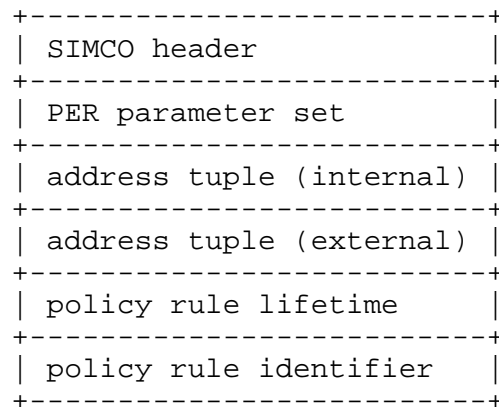 SIMCO header
PER parameter set
address tuple (internal)
address tuple (external)
policy rule lifetime
policy rule identifier